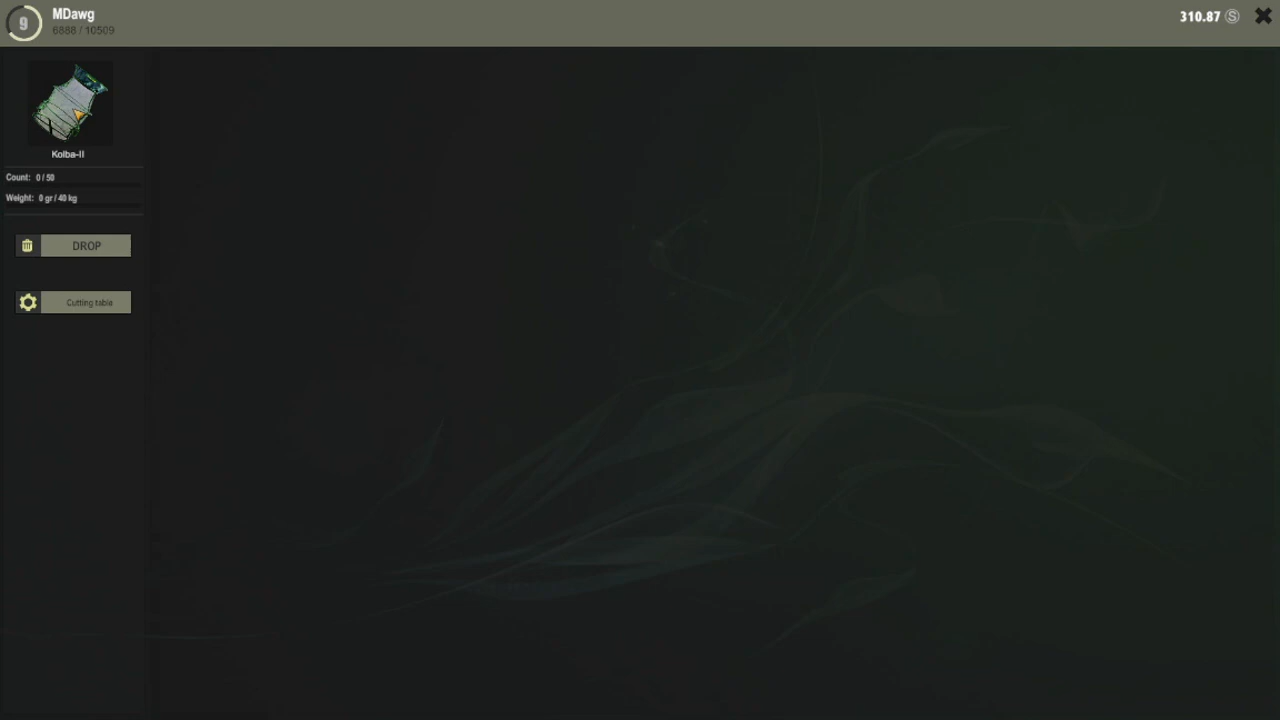 9
MDawg
6888 / 10509
310.87 S
Kolba-II
Count: 0 / 50
Weight: 0 gr / 40 kg
DROP
Cutting table